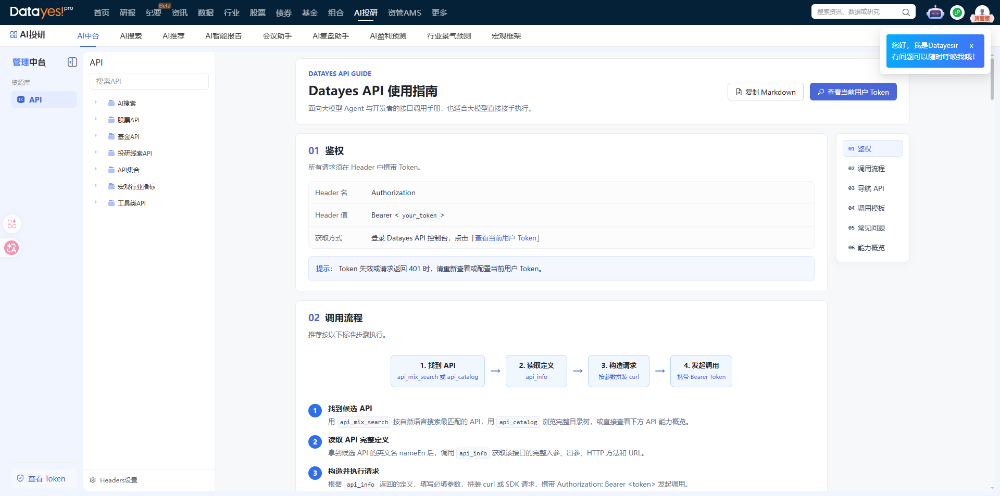 Datayes!pro
首页
研报
纪要
Beta
资讯
数据
行业
股票
债券
基金
组合
AI投研
资管AMS
更多
搜索资讯、数据或研究
资管版
AI投研
AI中台
AI搜索
AI推荐
AI智能报告
会议助手
AI复盘助手
AI盈利预测
行业景气预测
宏观框架
您好，我是Datayesir
x
有问题可以随时呼唤我哦！
管理中台
资源库
API
查看 Token
API
搜索API
AI搜索
股票API
基金API
投研线索API
API集合
宏观行业指标
工具类API
Headers设置
DATAYES API GUIDE
Datayes API 使用指南
面向大模型 Agent 与开发者的接口调用手册，也适合大模型直接接手执行。
复制 Markdown
查看当前用户 Token
01 鉴权
所有请求须在 Header 中携带 Token。
Header 名 Authorization
Header 值 Bearer <your_token>
获取方式 登录 Datayes API 控制台，点击「查看当前用户 Token」
提示： Token 失效或请求返回 401 时，请重新查看或配置当前用户 Token。
02 调用流程
推荐按以下标准步骤执行。
1. 找到 API
api_mix_search 或 api_catalog
→
2. 读取定义
api_info
→
3. 构造请求
按参数拼装 curl
→
4. 发起调用
携带 Bearer Token
1 找到候选 API
用 api_mix_search 按自然语言搜索最匹配的 API，用 api_catalog 浏览完整目录树，或直接查看下方 API 能力概览。
2 读取 API 完整定义
拿到候选 API 的英文名 nameEn 后，调用 api_info 获取该接口的完整入参、出参、HTTP 方法和 URL。
3 构造并执行请求
根据 api_info 返回的定义，填写必填参数，拼装 curl 或 SDK 请求，携带 Authorization: Bearer <token> 发起调用。
01 鉴权
02 调用流程
03 导航 API
04 调用模板
05 常见问题
06 能力概览